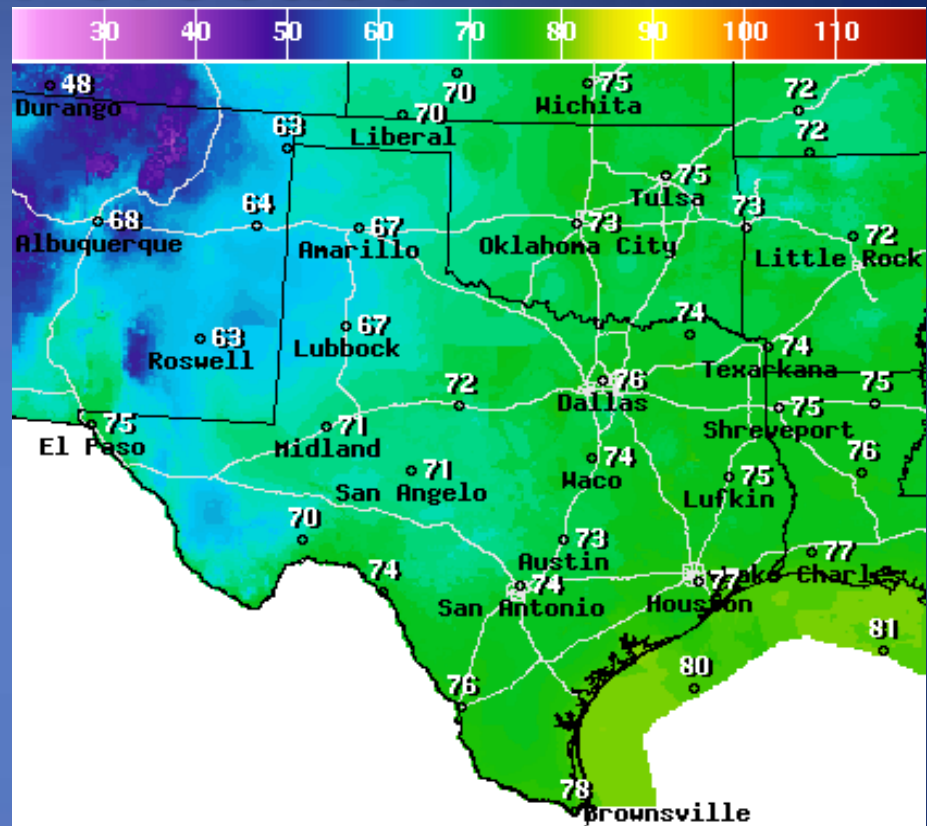 30 40 50 60 70 80 90 100 110
48
Durango
70
75
Wichita
70
Liberal
72
72
63
75
Tulsa
68
Albuquerque
64
67
Amarillo
73
Oklahoma City
73
72
Little Rock
63
Roswell
67
Lubbock
74
74
Texarkana
76
Dallas
72
75
75
Shreveport
75
El Paso
71
Midland
71
San Angelo
74
Waco
75
Lufkin
76
70
73
Austin
77
Lake Charles
74
74
San Antonio
77
Houston
81
80
76
78
Brownsville